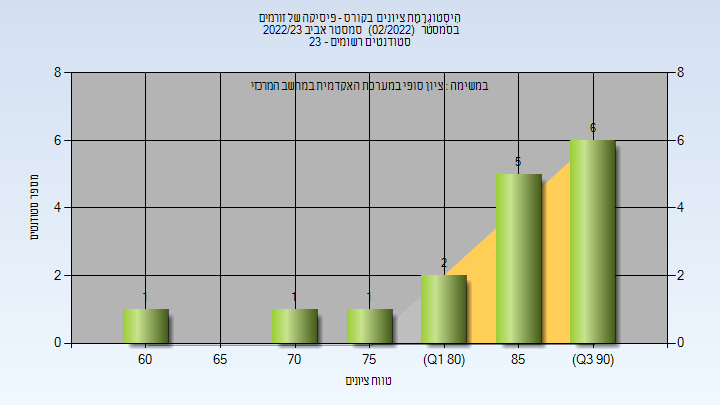 היסטוגרמת ציונים בקורס - פיסיקה של זורמים
בסמסטר (02/2022) סמסטר אביב 2022/23
סטודנטים רשומים - 23
במשימה : ציון סופי במערכת האקדמית במחשב המרכזי
8 8
6 6
4 4
2 2
0 0
1 1 1 2 5 6
60 65 70 75 (Q1 80) 85 (Q3 90)
מספר סטודנטים
טווח ציונים